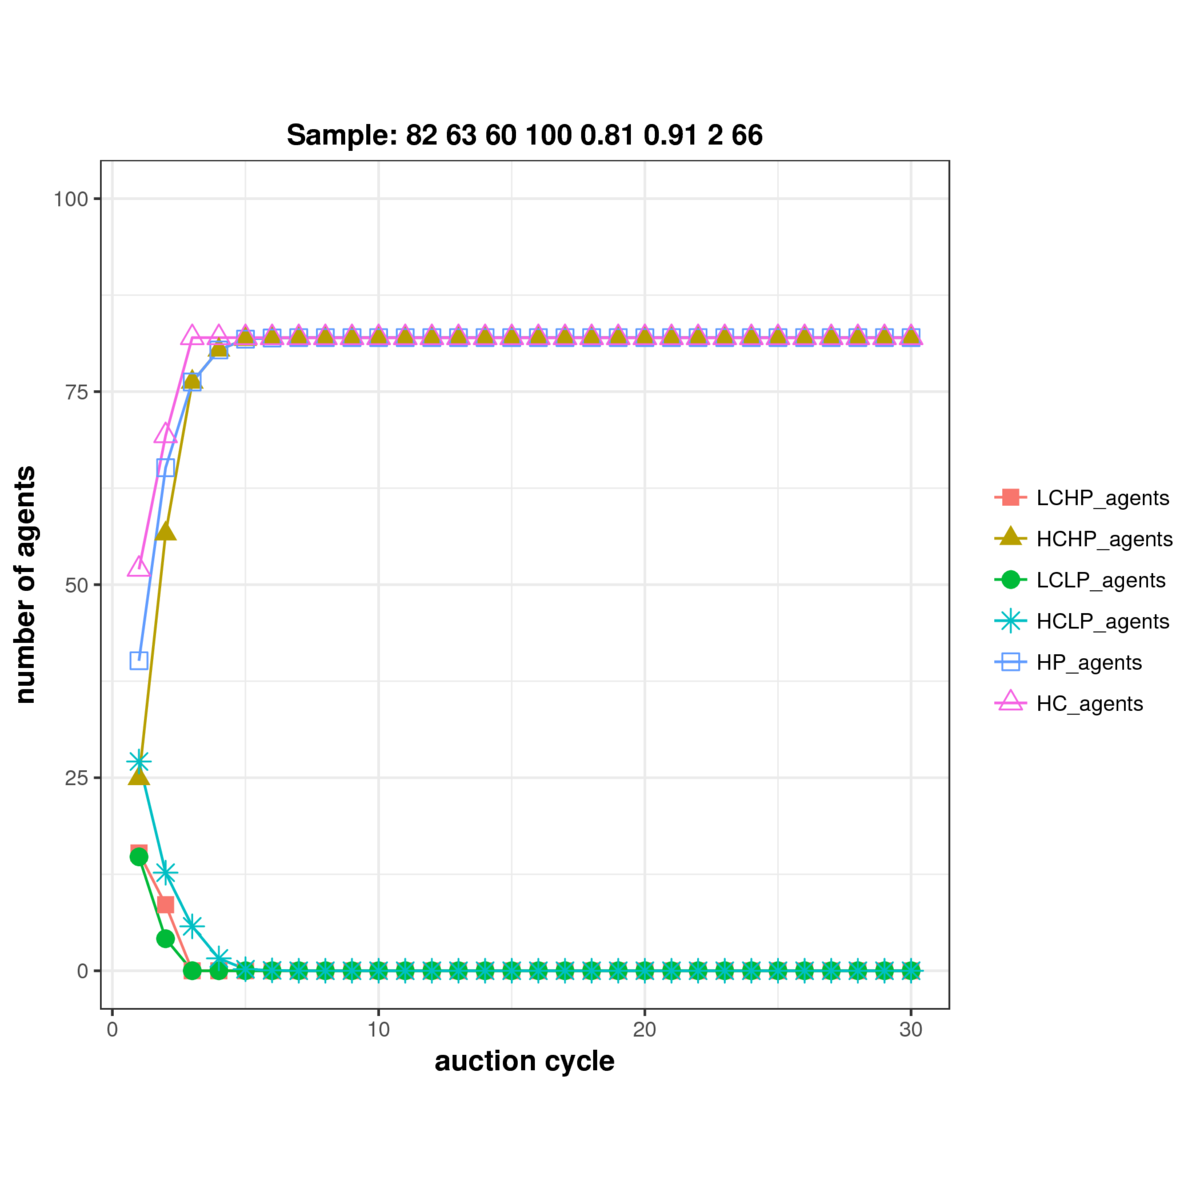 Sample: 82 63 60 100 0.81 0.91 2 66
100
75
50
25
0
number of agents
0 10 20 30
auction cycle
LCHP_agents
HCHP_agents
LCLP_agents
HCLP_agents
HP_agents
HC_agents